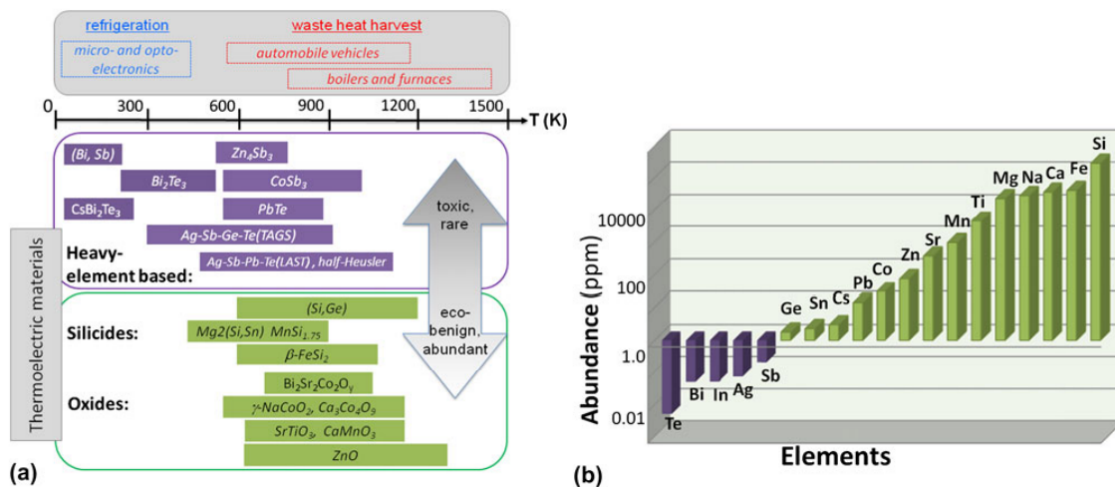 refrigeration
waste heat harvest
micro- and opto-
electronics
automobile vehicles
boilers and furnaces
0 300 600 900 1200 1500 T (K)
(Bi, Sb)
Zn4Sb3
Bi2Te3
CoSb3
CsBi2Te3
PbTe
toxic,
rare
Ag-Sb-Ge-Te(TAGS)
Heavy-
element based:
Ag-Sb-Pb-Te(LAST) , half-Heusler
Thermoelectric materials
(Si,Ge)
eco-
benign,
abundant
Silicides:
Mg2(Si,Sn) MnSi1.75
β-FeSi2
Bi2Sr2Co2Oy
Oxides:
γ-NaCoO2, Ca3Co4O9
SrTiO3, CaMnO3
ZnO
(a)
Abundance (ppm)
10000
100
1.0
0.01
Te
Bi
In
Ag
Sb
Ge
Sn
Cs
Pb
Co
Zn
Sr
Mn
Ti
Mg
Na
Ca
Fe
Si
Elements
(b)